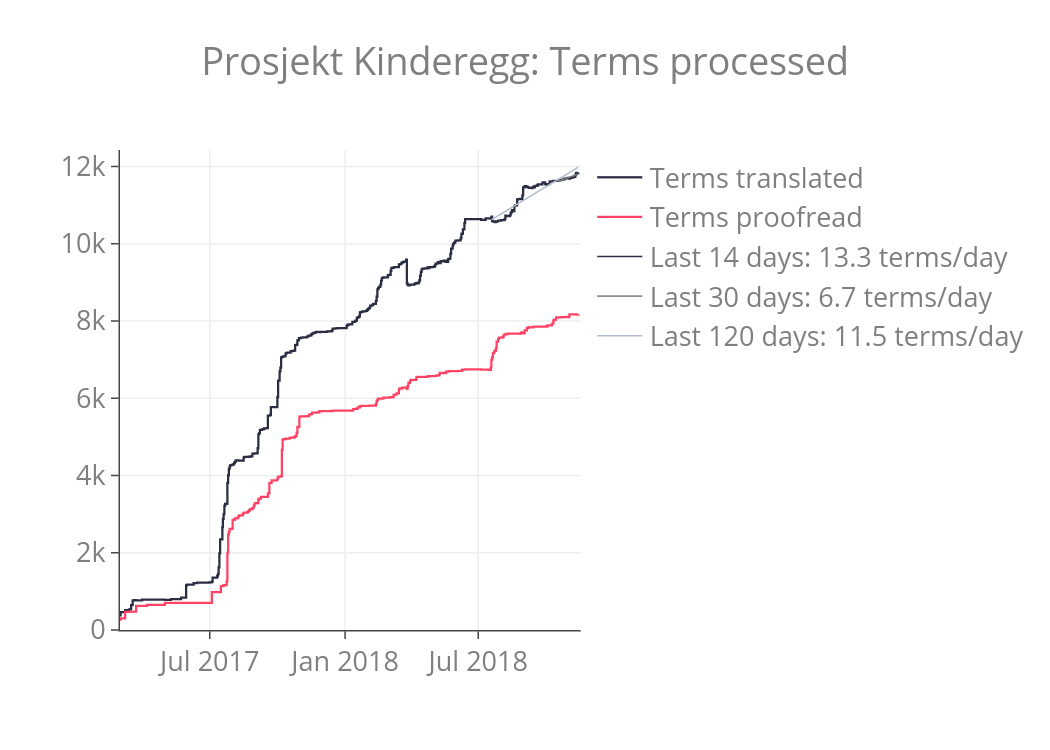 Prosjekt Kinderegg: Terms processed
12k
10k
8k
6k
4k
2k
0
Jul 2017
Jan 2018
Jul 2018
Terms translated
Terms proofread
Last 14 days: 13.3 terms/day
Last 30 days: 6.7 terms/day
Last 120 days: 11.5 terms/day